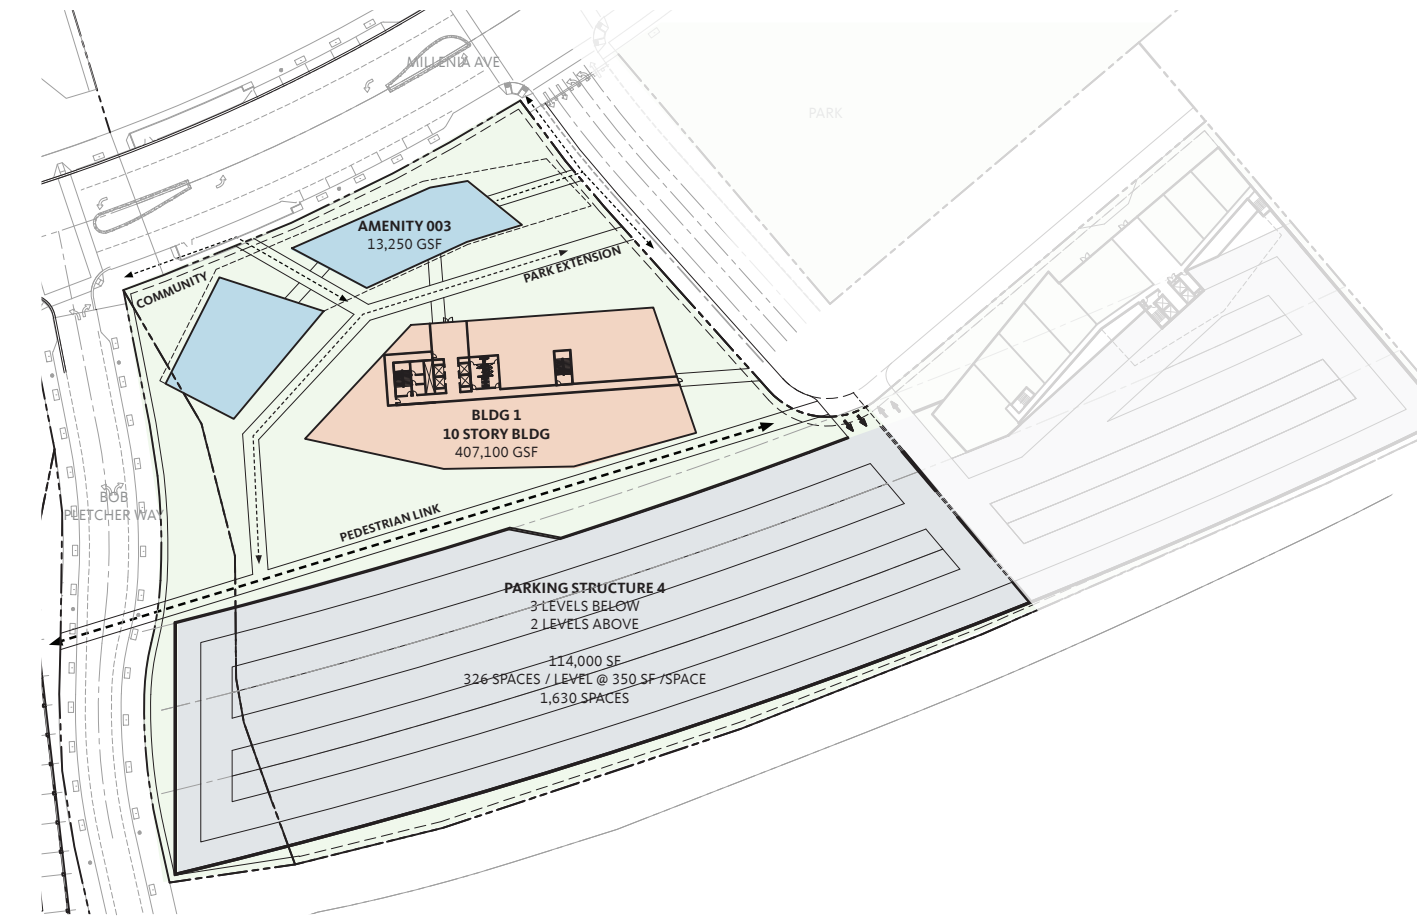 MILLENIA AVE
PARK
AMENITY 003
13,250 GSF
COMMUNITY
PARK EXTENSION
BLDG 1
10 STORY BLDG
407,100 GSF
BOB
PLETCHER WAY
PEDESTRIAN LINK
PARKING STRUCTURE 4
3 LEVELS BELOW
2 LEVELS ABOVE
114,000 SF
326 SPACES / LEVEL @ 350 SF /SPACE
1,630 SPACES